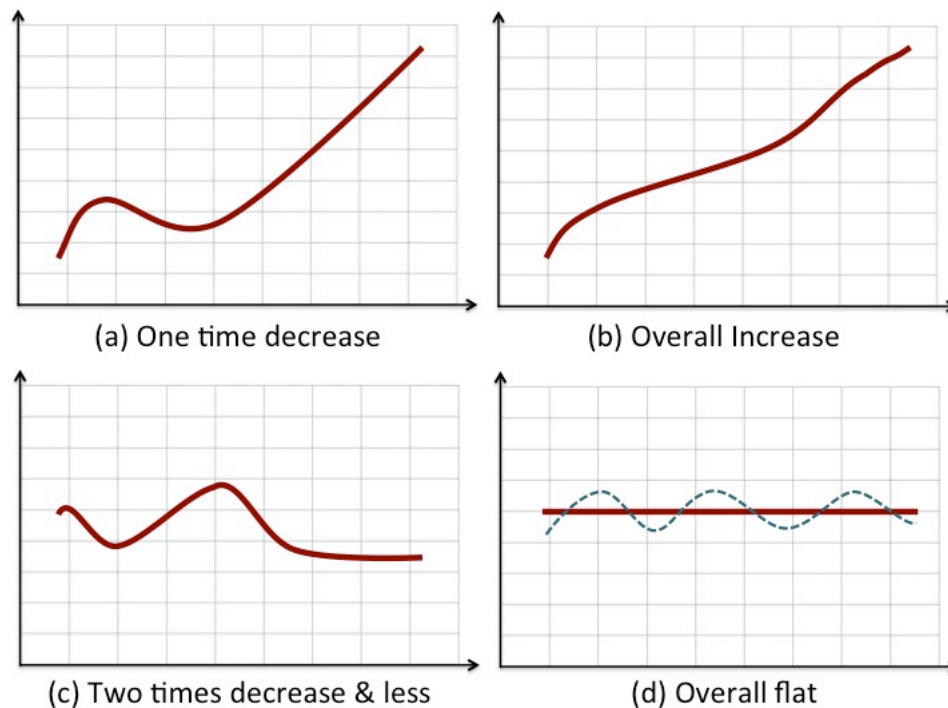 (a) One time decrease
(b) Overall Increase
(c) Two times decrease & less
(d) Overall flat